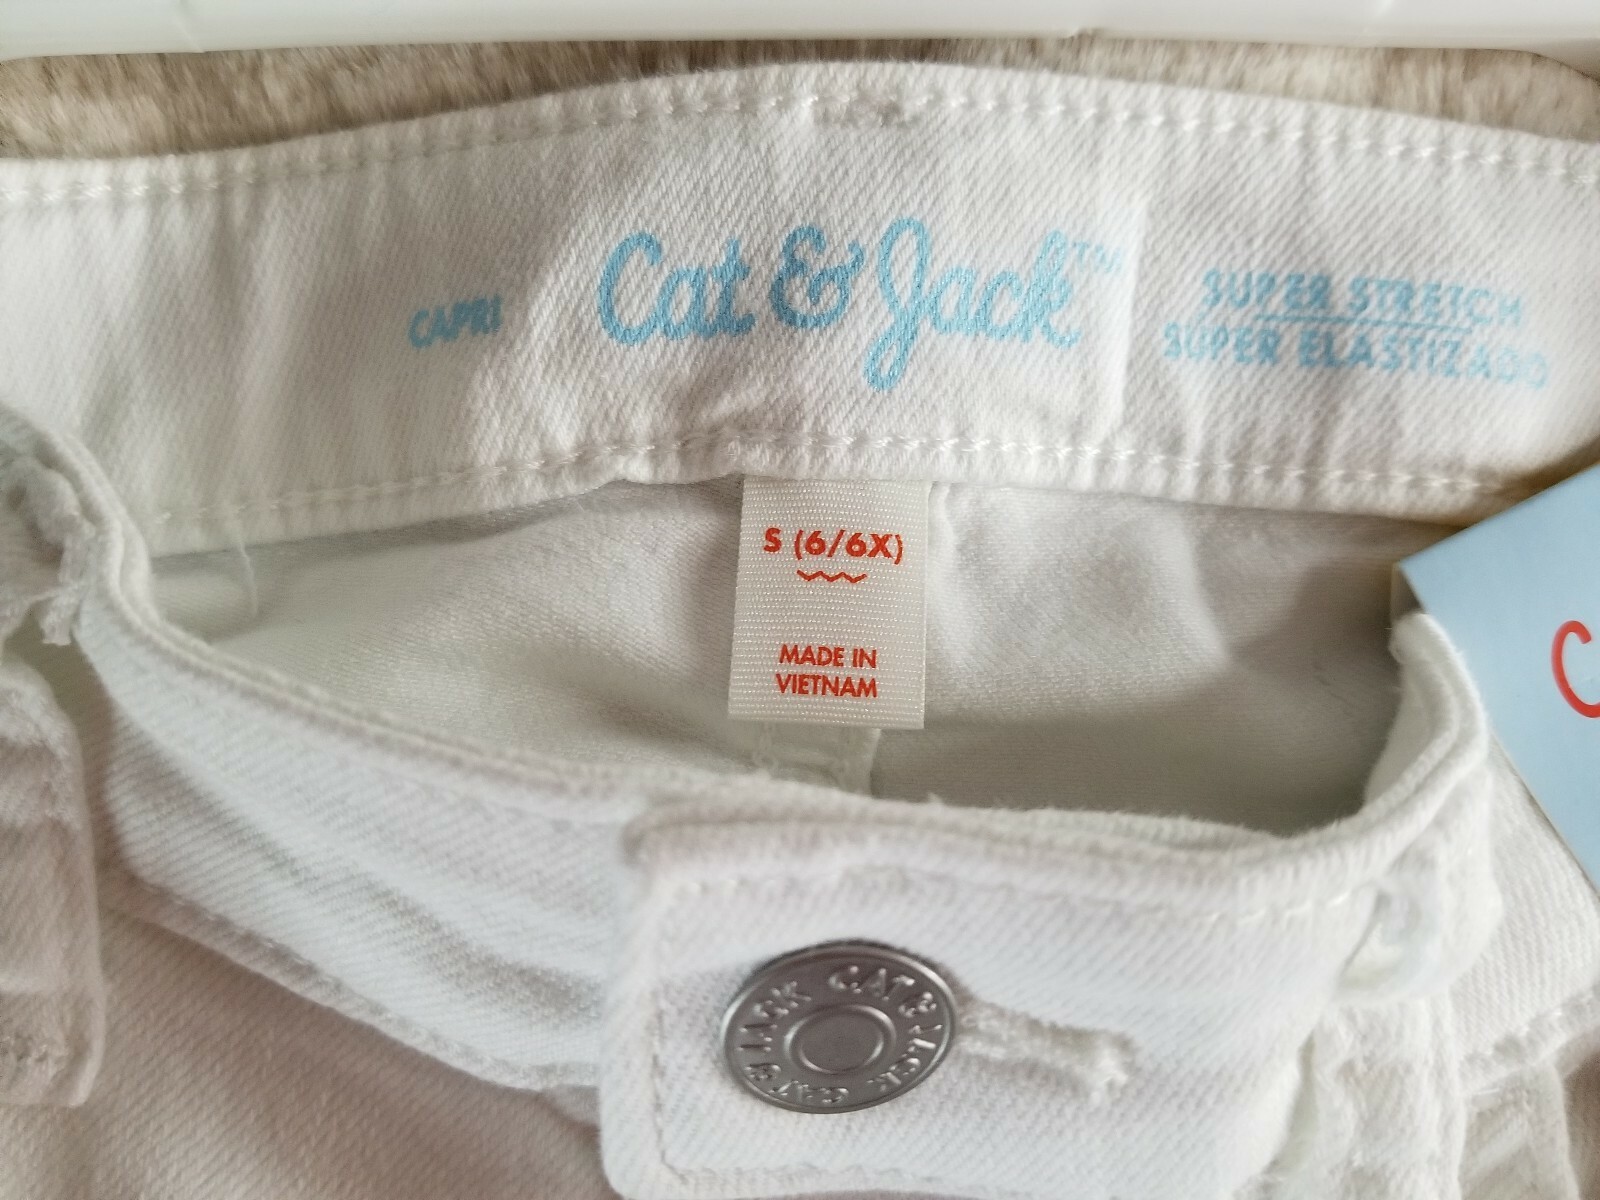 CAPRI
Cat & Jack™
SUPER STRETCH
SUPER ELASTIZADO
S (6/6X)
MADE IN
VIETNAM
CAT & JACK CAT & JACK
C